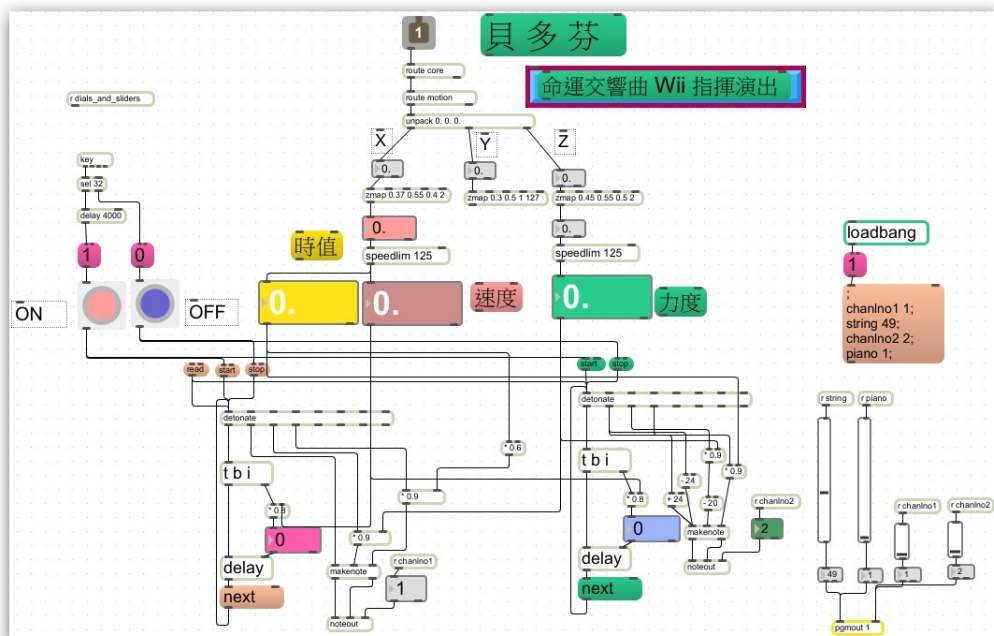 1
貝 多 芬
route core
命運交響曲 Wii 指揮演出
r dials_and_sliders
route motion
unpack 0. 0. 0.
X
Y
Z
key
0.
0.
0.
sel 32
zmap 0.37 0.55 0.4 2
zmap 0.3 0.5 1 127
zmap 0.45 0.55 0.5 2
delay 4000
0.
0.
loadbang
時值
speedlim 125
speedlim 125
1
0
1
ON
OFF
0.
0.
速度
0.
力度
;
chanlno1 1;
string 49;
chanlno2 2;
piano 1;
read
start
stop
start
stop
detonate
detonate
r string
r piano
* 0.6
* 0.9
t b i
t b i
* 0.9
- 24
* 0.8
* 0.9
* 0.8
+ 24
- 20
r chanlno2
r chanlno1
r chanlno2
0
* 0.9
0
makenote
2
delay
makenote
r chanlno1
delay
noteout
49
1
1
2
next
1
next
noteout
pgmout 1